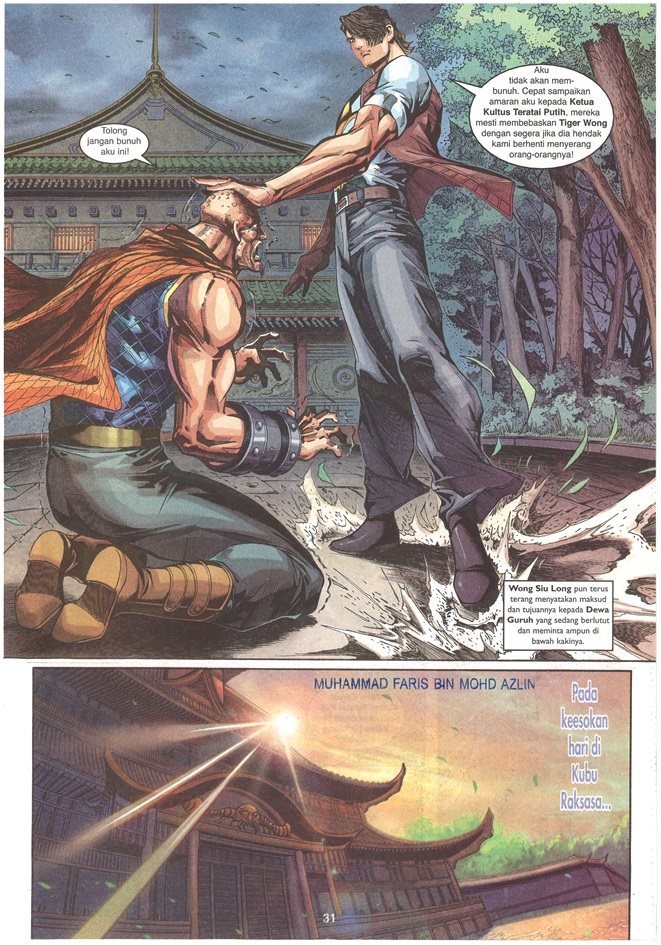 Tolong
jangan bunuh
aku ini!
Aku
tidak akan mem-
bunuh. Cepat sampaikan
amaran aku kepada Ketua
Kultus Teratai Putih, mereka
mesti membebaskan Tiger Wong
dengan segera jika dia hendak
kami berhenti menyerang
orang-orangnya!
Wong Siu Long pun terus
terang menyatakan maksud
dan tujuannya kepada Dewa
Guruh yang sedang berlutut
dan meminta ampun di
bawah kakinya.
MUHAMMAD FARIS BIN MOHD AZLIN
Pada
keesokan
hari di
Kubu
Raksasa...
31